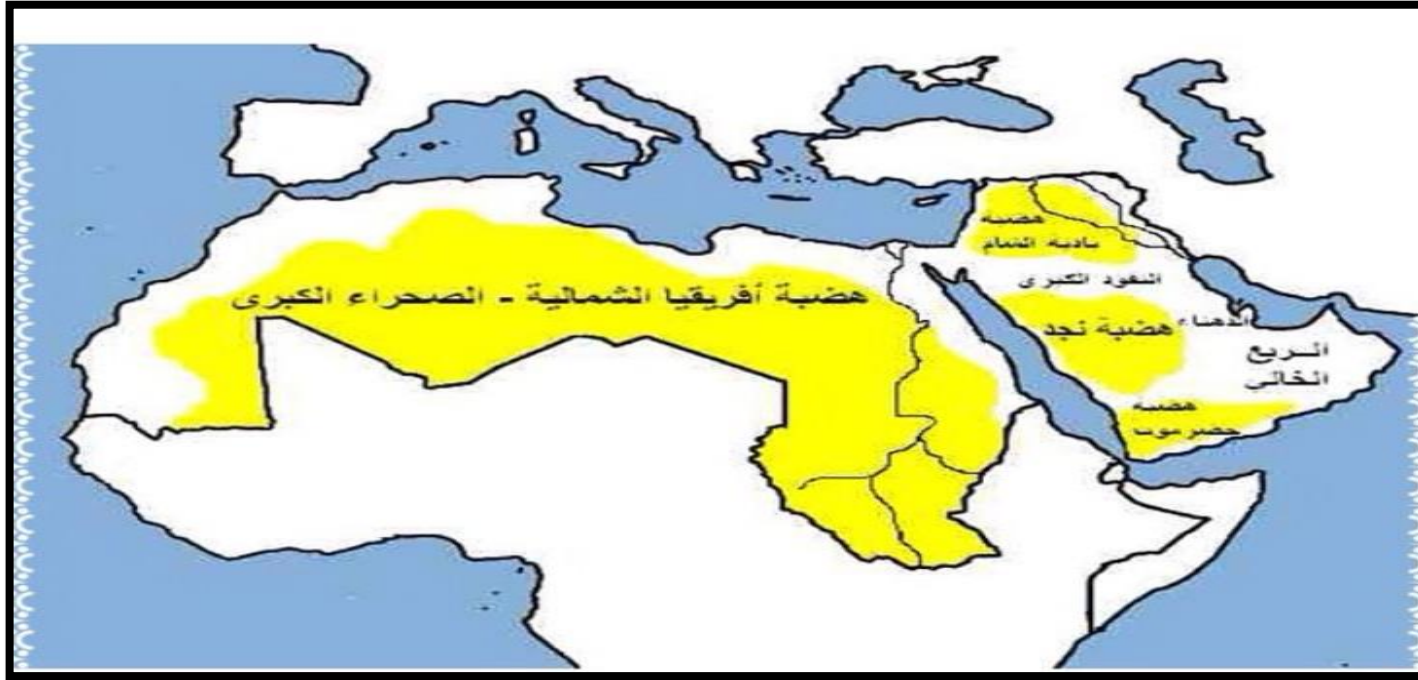 هضبة
بادية الشام
النفود الكبرى
هضبة أفريقيا الشمالية - الصحراء الكبرى
الدهناء
هضبة نجد
الربع
الخالي
هضبة
حضرموت